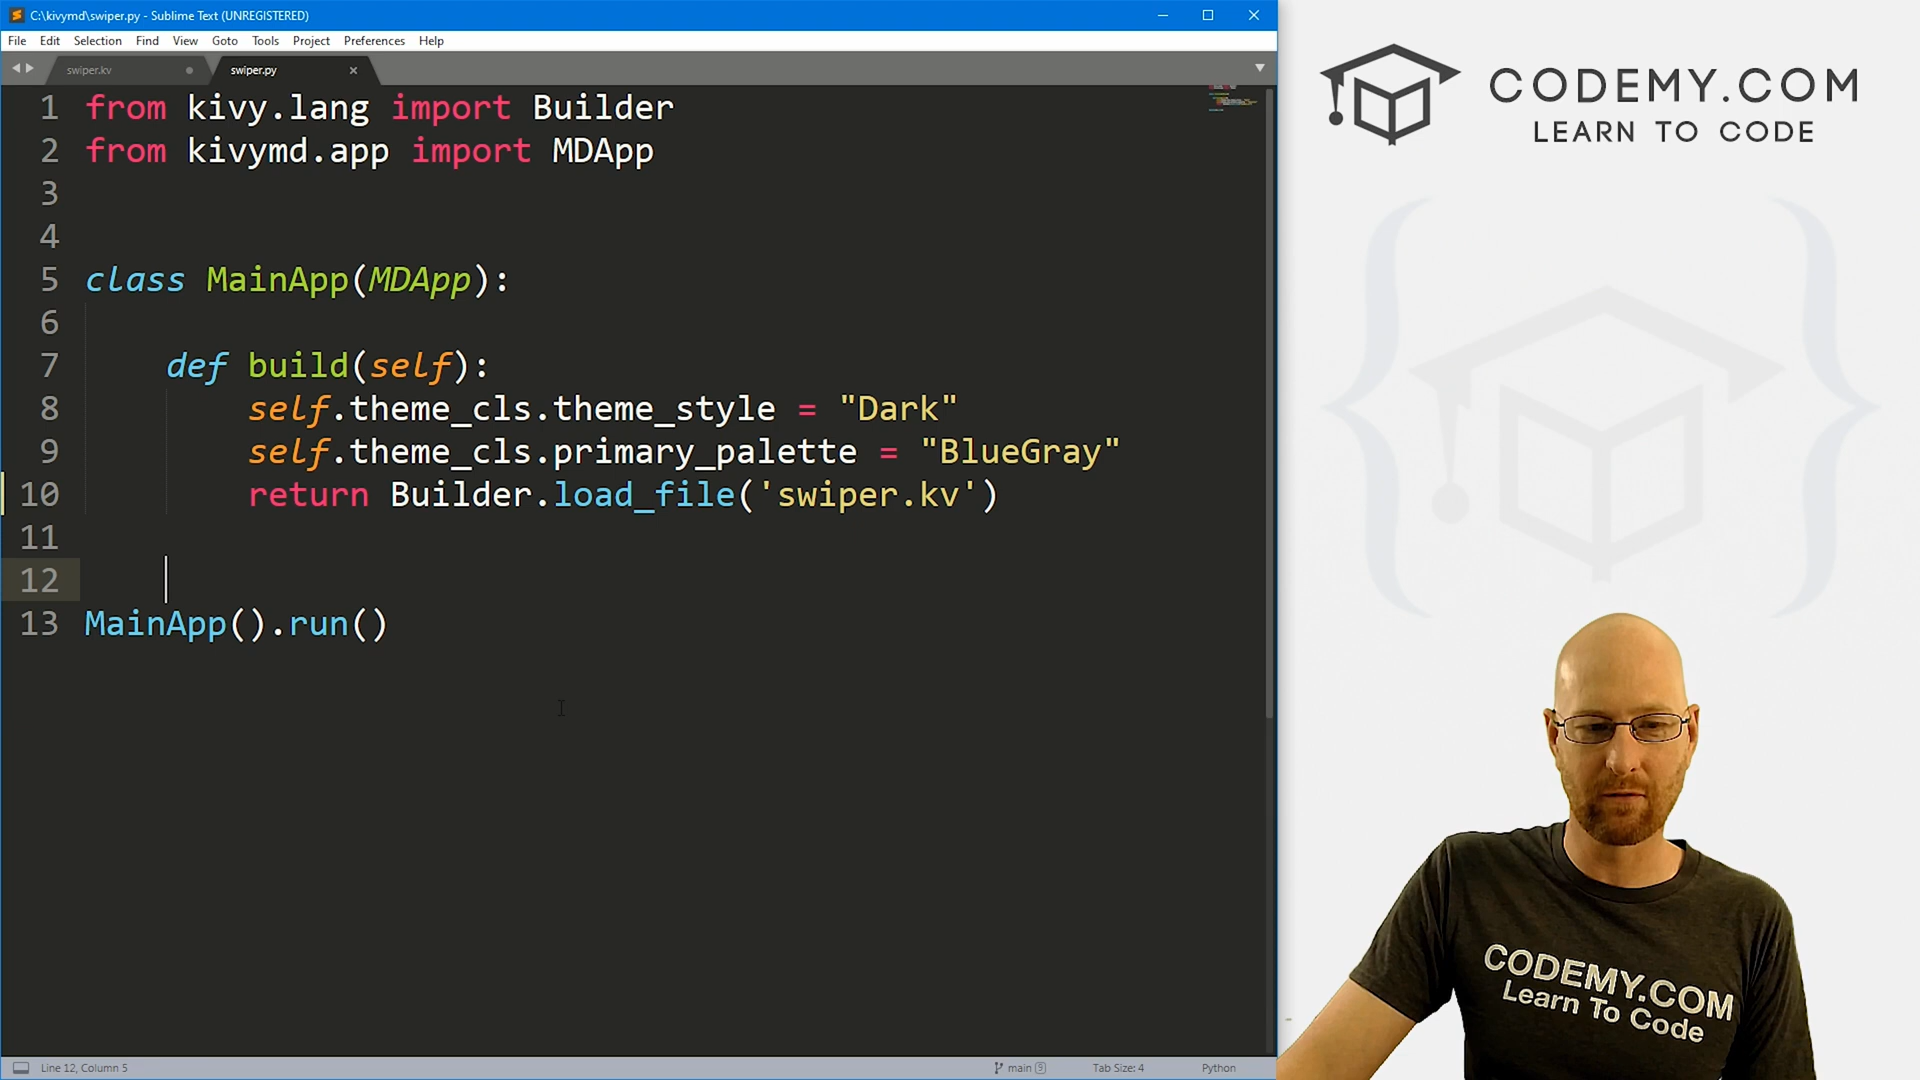 C:\kivymd\swiper.py - Sublime Text (UNREGISTERED)
File Edit Selection Find View Goto Tools Project Preferences Help
swiper.kv swiper.py
1 from kivy.lang import Builder
2 from kivymd.app import MDApp
3
4
5 class MainApp(MDApp):
6
7 def build(self):
8 self.theme_cls.theme_style = "Dark"
9 self.theme_cls.primary_palette = "BlueGray"
10 return Builder.load_file('swiper.kv')
11
12
13 MainApp().run()
Line 12, Column 5 main 9 Tab Size: 4 Python
CODEMY.COM
LEARN TO CODE
CODEMY.COM
Learn To Code